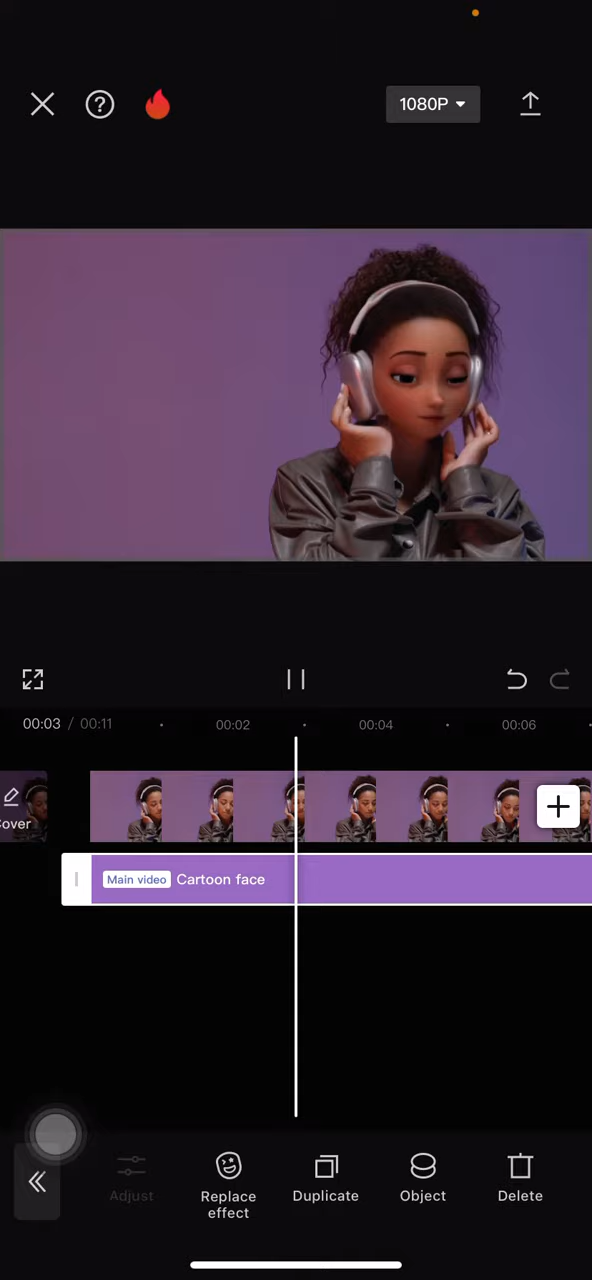 1080P
00:03 / 00:11
00:02
00:04
00:06
over
Main video Cartoon face
Adjust
Replace
effect
Duplicate
Object
Delete